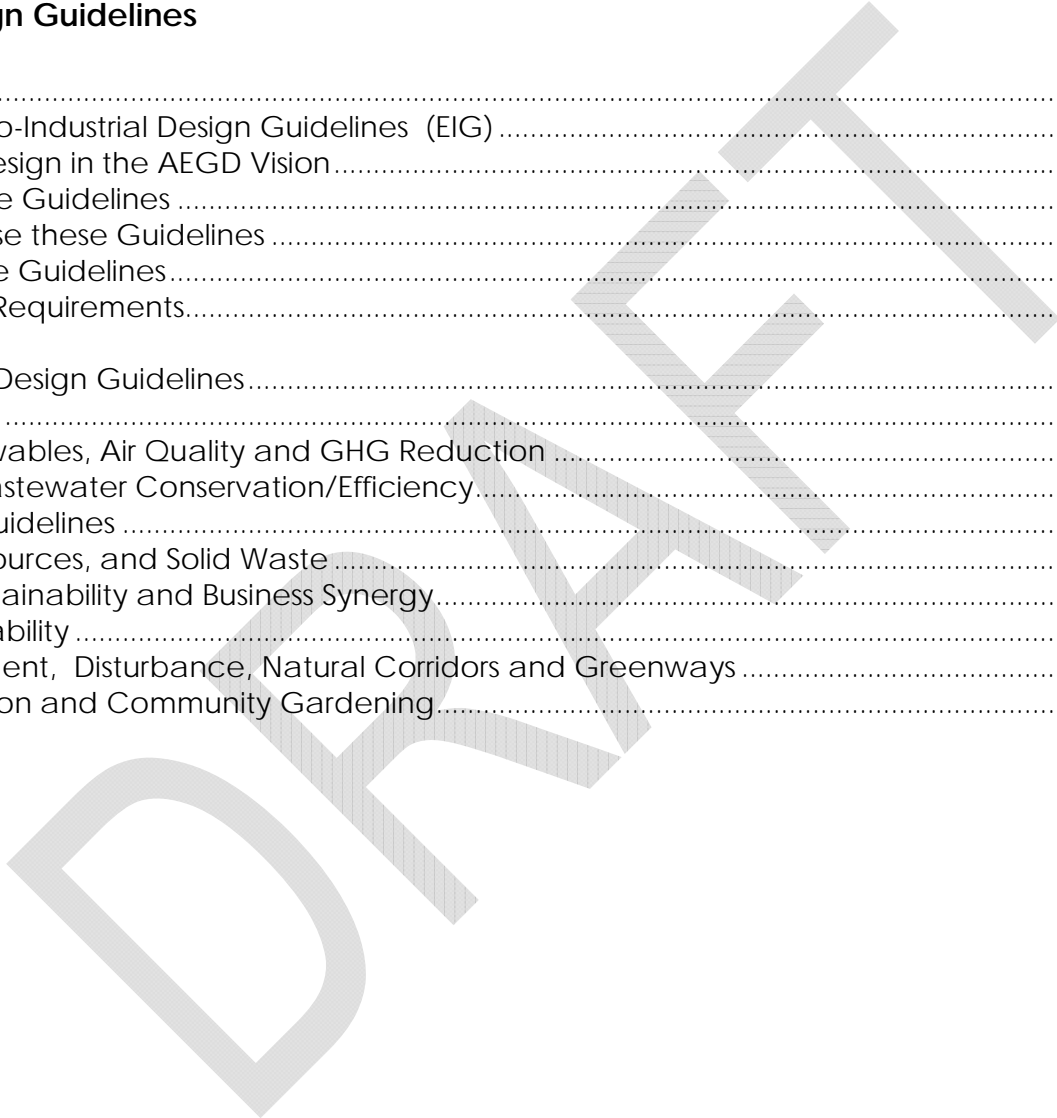 gn Guidelines
....................
o-Industrial Design Guidelines (EIG) ....................
esign in the AEGD Vision ....................
e Guidelines ....................
se these Guidelines ....................
e Guidelines ....................
Requirements ....................
Design Guidelines ....................
....................
vables, Air Quality and GHG Reduction ....................
astewater Conservation/Efficiency ....................
uidelines ....................
ources, and Solid Waste ....................
ainability and Business Synergy ....................
ability ....................
ent, Disturbance, Natural Corridors and Greenways ....................
on and Community Gardening ....................
DRAFT